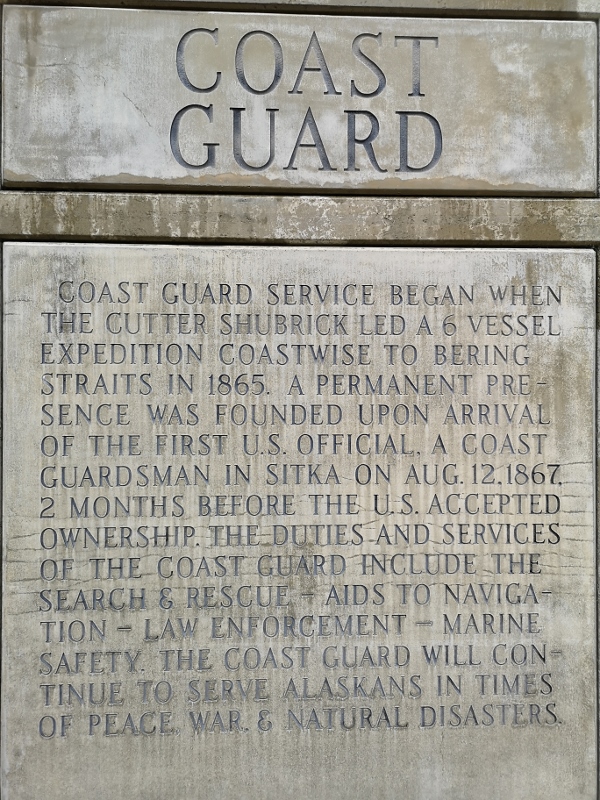 COAST
GUARD
COAST GUARD SERVICE BEGAN WHEN
THE CUTTER SHUBRICK LED A 6 VESSEL
EXPEDITION COASTWISE TO BERING
STRAITS IN 1865. A PERMANENT PRE-
SENCE WAS FOUNDED UPON ARRIVAL
OF THE FIRST U.S. OFFICIAL, A COAST
GUARDSMAN IN SITKA ON AUG. 12, 1867,
2 MONTHS BEFORE THE U.S. ACCEPTED
OWNERSHIP. THE DUTIES AND SERVICES
OF THE COAST GUARD INCLUDE THE
SEARCH & RESCUE - AIDS TO NAVIGA-
TION - LAW ENFORCEMENT - MARINE
SAFETY. THE COAST GUARD WILL CON-
TINUE TO SERVE ALASKANS IN TIMES
OF PEACE, WAR, & NATURAL DISASTERS.